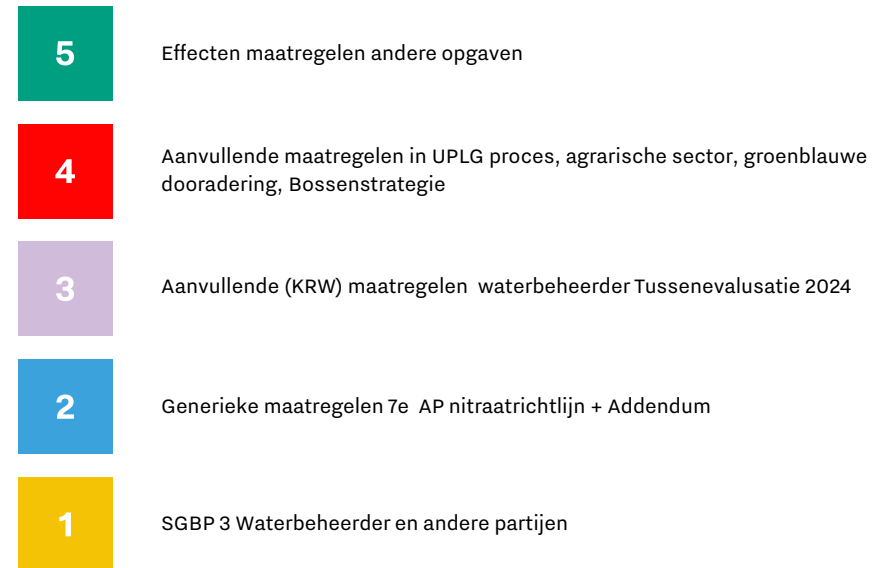 5
Effecten maatregelen andere opgaven
4
Aanvullende maatregelen in UPLG proces, agrarische sector, groenblauwe
dooradering, Bossenstrategie
3
Aanvullende (KRW) maatregelen  waterbeheerder Tussenevalusatie 2024
2
Generieke maatregelen 7e  AP nitraatrichtlijn + Addendum
1
SGBP 3 Waterbeheerder en andere partijen